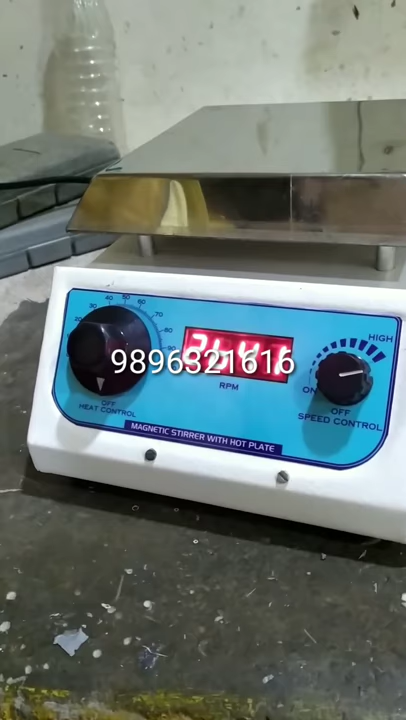 40 50 60
30 70
20 80
90
9896321616
RPM
HIGH
ON
OFF
SPEED CONTROL
OFF
HEAT CONTROL
MAGNETIC STIRRER WITH HOT PLATE